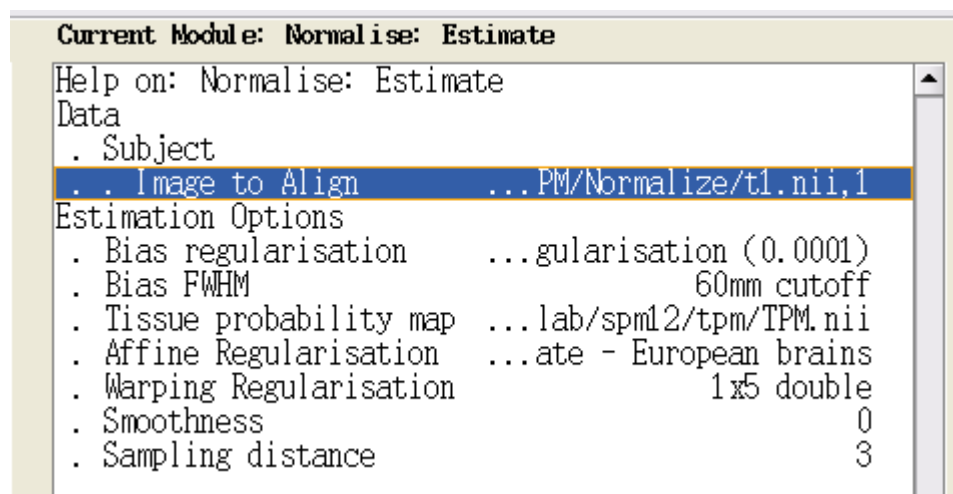 Current Module: Normalise: Estimate
Help on: Normalise: Estimate
Data
. Subject
. . Image to Align ...PM/Normalize/t1.nii,1
Estimation Options
. Bias regularisation ...gularisation (0.0001)
. Bias FWHM 60mm cutoff
. Tissue probability map ...lab/spm12/tpm/TPM.nii
. Affine Regularisation ...ate - European brains
. Warping Regularisation 1x5 double
. Smoothness 0
. Sampling distance 3